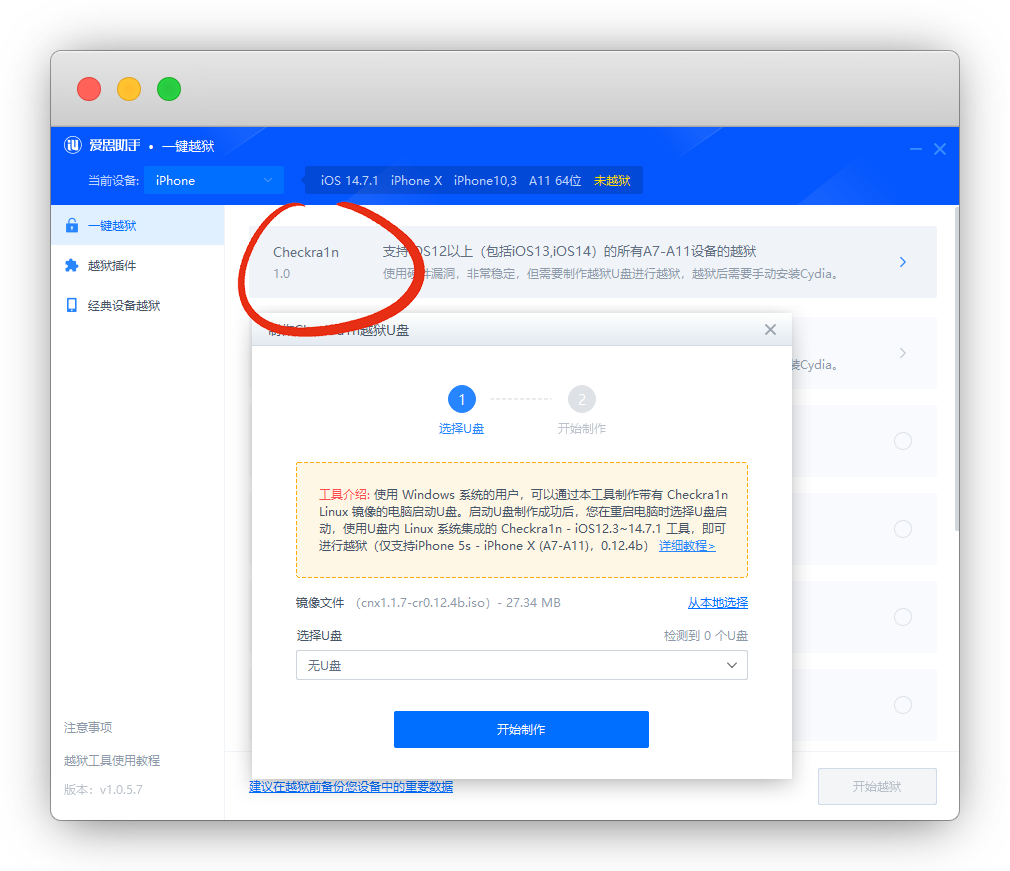 爱思助手 • 一键越狱
当前设备: iPhone
iOS 14.7.1 iPhone X iPhone10,3 A11 64位 未越狱
一键越狱
越狱插件
经典设备越狱
Checkra1n
1.0
支持iOS12以上（包括iOS13,iOS14）的所有A7-A11设备的越狱
使用硬件漏洞，非常稳定，但需要制作越狱U盘进行越狱，越狱后需要手动安装Cydia。
装Cydia。
制作Checkra1n越狱U盘
1
2
选择U盘
开始制作
工具介绍: 使用 Windows 系统的用户，可以通过本工具制作带有 Checkra1n
Linux 镜像的电脑启动U盘。启动U盘制作成功后，您在重启电脑时选择U盘启
动，使用U盘内 Linux 系统集成的 Checkra1n - iOS12.3~14.7.1 工具，即可
进行越狱（仅支持iPhone 5s - iPhone X (A7-A11)，0.12.4b） 详细教程>
镜像文件 （cnx1.1.7-cr0.12.4b.iso）- 27.34 MB
从本地选择
选择U盘
检测到 0 个U盘
无U盘
开始制作
注意事项
越狱工具使用教程
版本：v1.0.5.7
建议在越狱前备份您设备中的重要数据
开始越狱